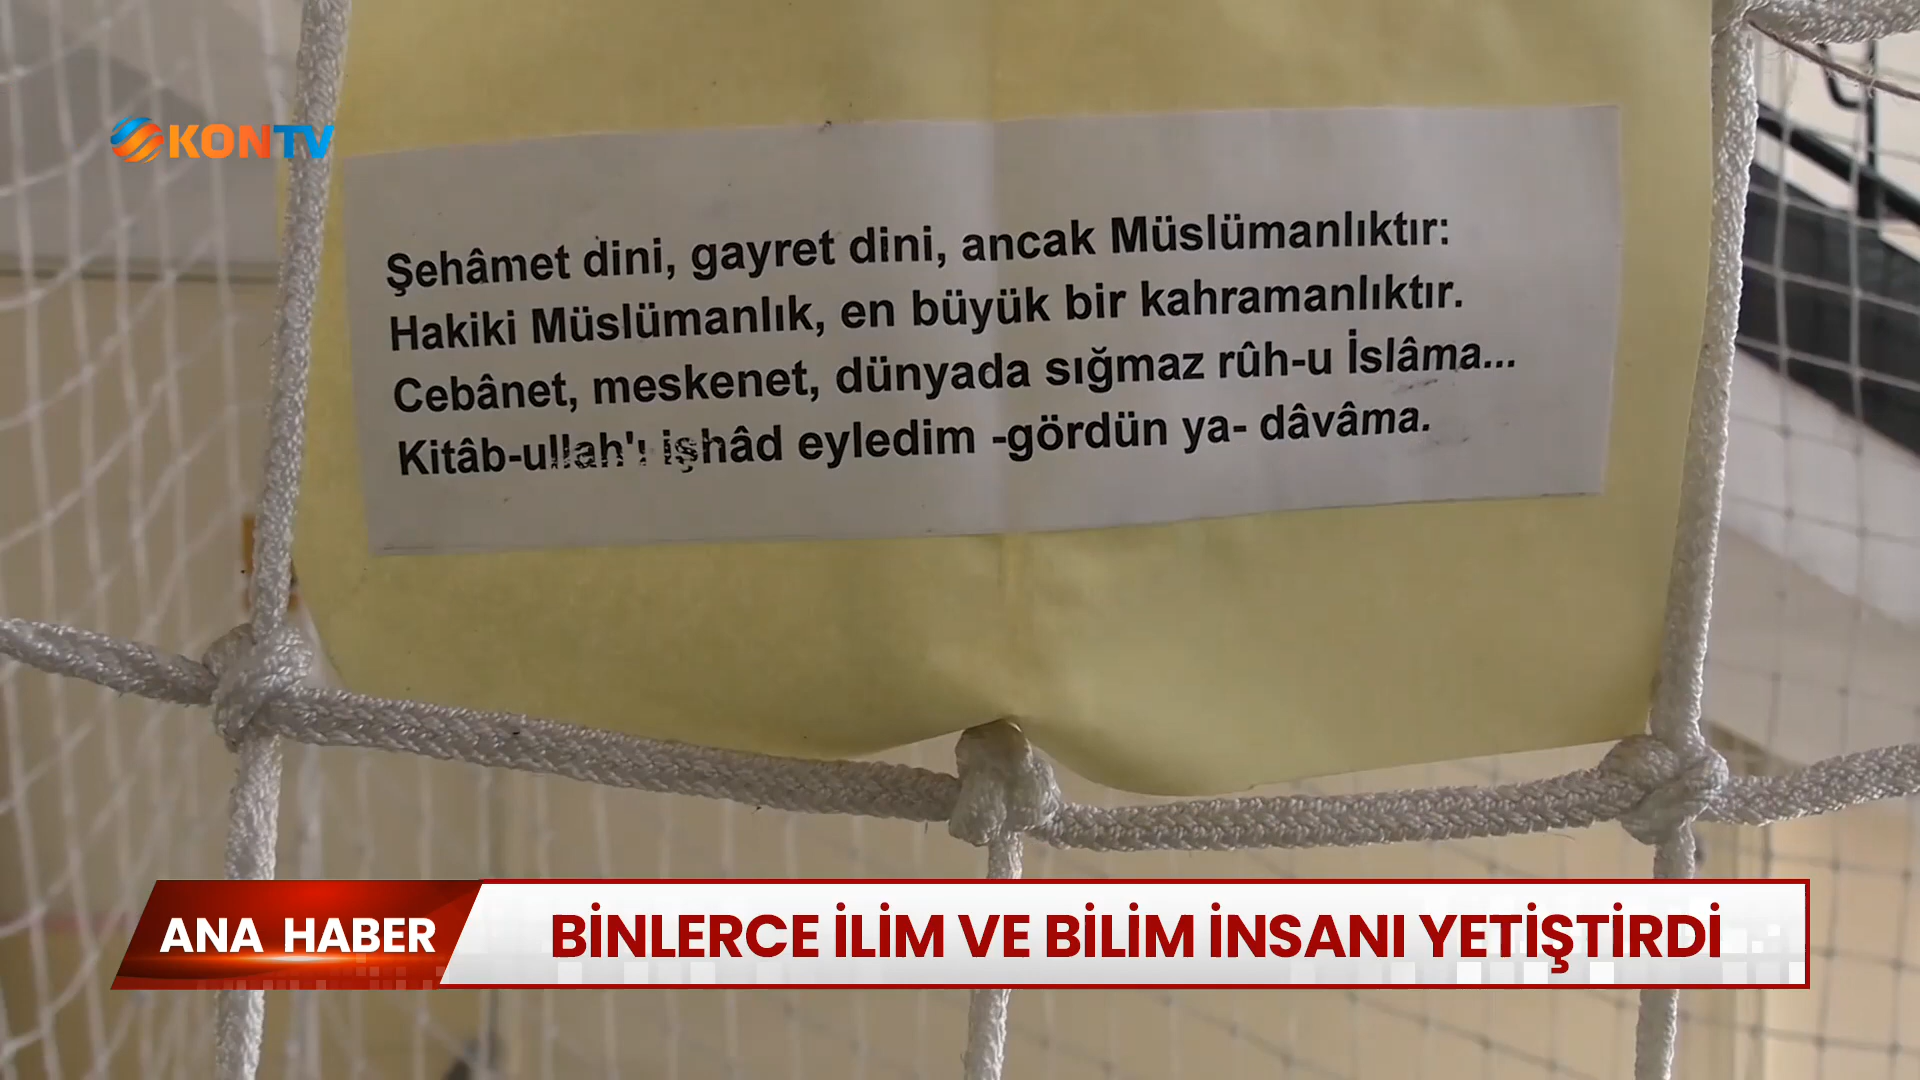 KONTV
Şehâmet dini, gayret dini, ancak Müslümanlıktır:
Hakiki Müslümanlık, en büyük bir kahramanlıktır.
Cebânet, meskenet, dünyada sığmaz rûh-u İslâma...
Kitâb-ullah'ı işhâd eyledim -gördün ya- dâvâma.
ANA HABER
BİNLERCE İLİM VE BİLİM İNSANI YETİŞTİRDİ